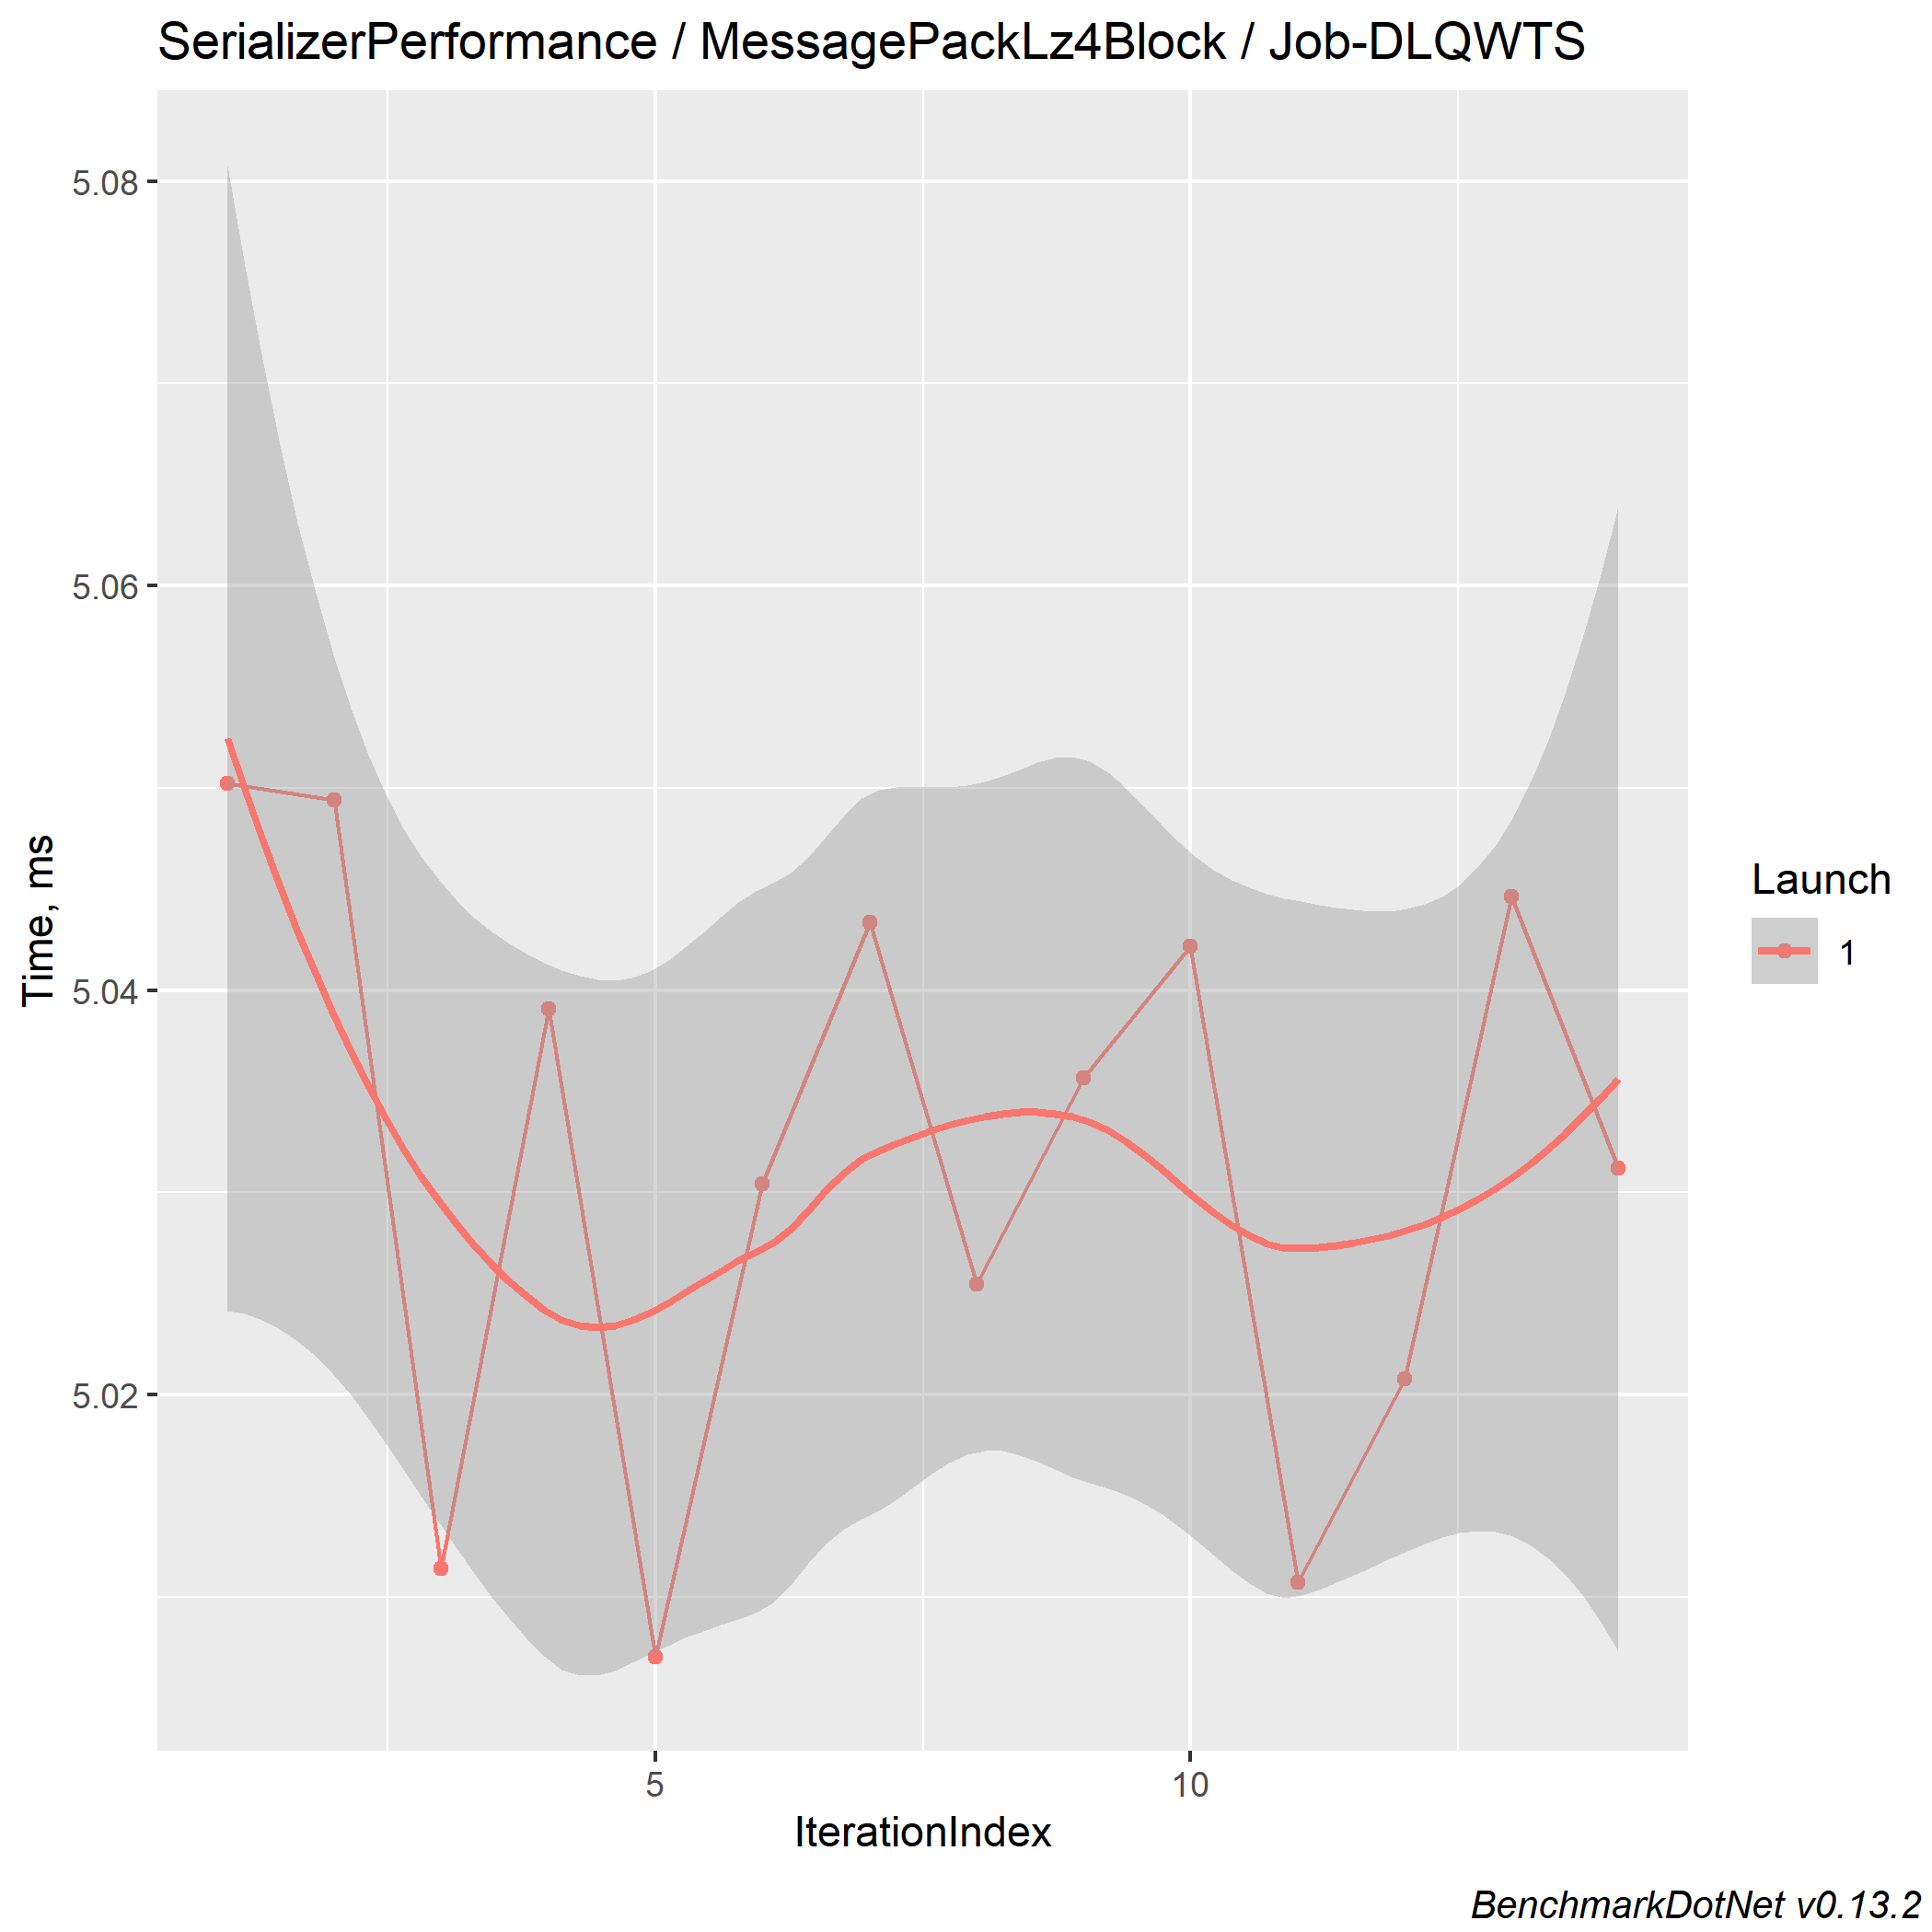 SerializerPerformance / MessagePackLz4Block / Job-DLQWTS
5.08
5.06
5.04
5.02
Time, ms
5
10
IterationIndex
Launch
1
BenchmarkDotNet v0.13.2